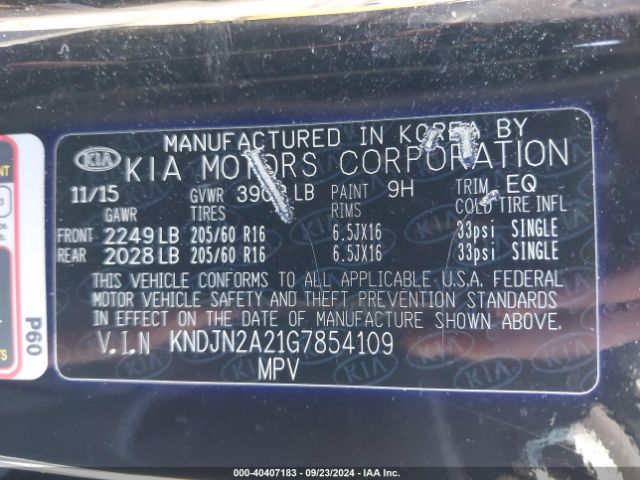 MANUFACTURED IN KOREA BY
KIA KIA MOTORS CORPORATION
11/15 GVWR LB PAINT 9H TRIM EQ
GAWR TIRES RIMS COLD TIRE INFL
FRONT 2249 LB 205/60 R16 6.5JX16 33psi SINGLE
REAR 2028 LB 205/60 R16 6.5JX16 33psi SINGLE
THIS VEHICLE CONFORMS TO ALL APPLICABLE U.S.A. FEDERAL
MOTOR VEHICLE SAFETY AND THEFT PREVENTION STANDARDS
IN EFFECT ON THE DATE OF MANUFACTURE SHOWN ABOVE.
V.I.N KNDJN2A21G7854109
MPV
P60
000-40407183 / 09/23/2024 / IAA Inc.